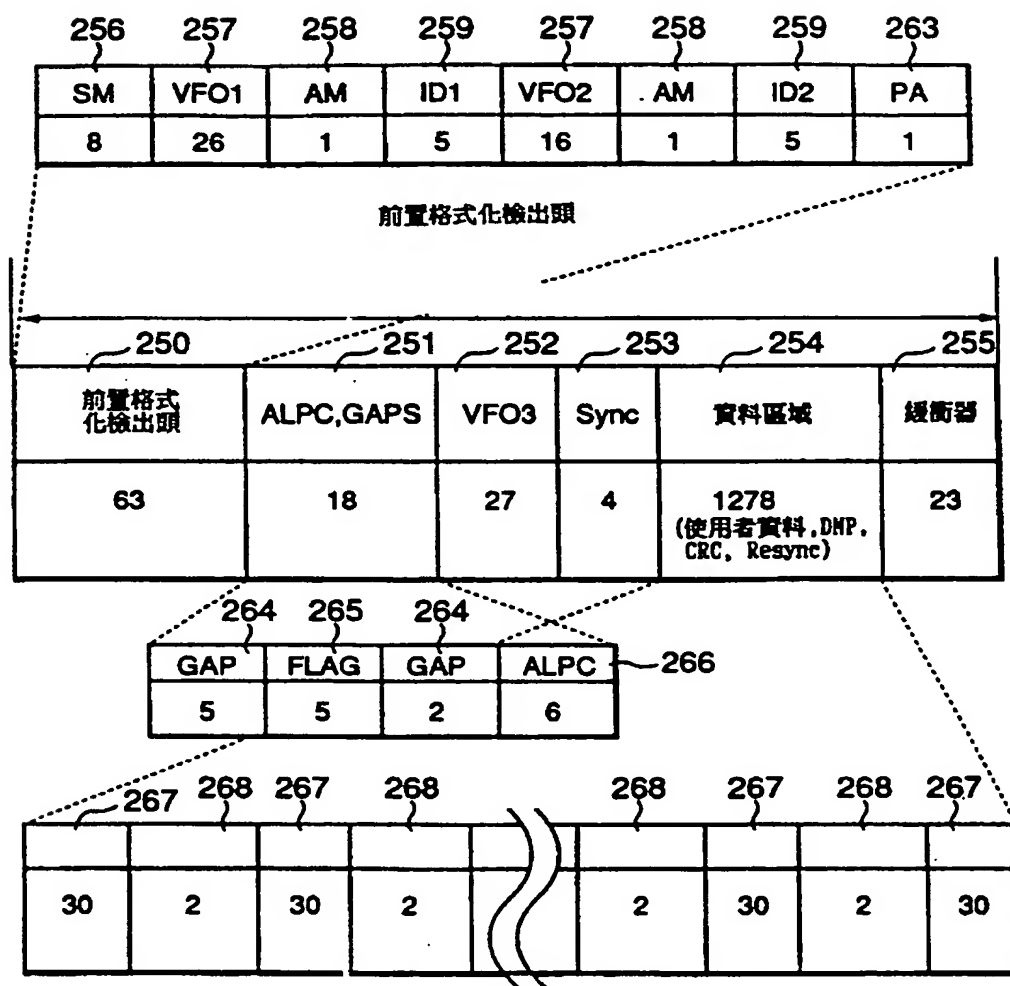 256 257 258 259 257 258 259 263
SM VFO1 AM ID1 VFO2 AM ID2 PA
8 26 1 5 16 1 5 1
前置格式化檢出頭
250 251 252 253 254 255
前置格式
化檢出頭 ALPC,GAPS VFO3 Sync 資料區域 緩衝器
63 18 27 4 1278 23
(使用者資料,DMP,
CRC, Resync)
264 265 264
GAP FLAG GAP ALPC 266
5 5 2 6
267 268 267 268 268 267 268 267
30 2 30 2 2 30 2 30